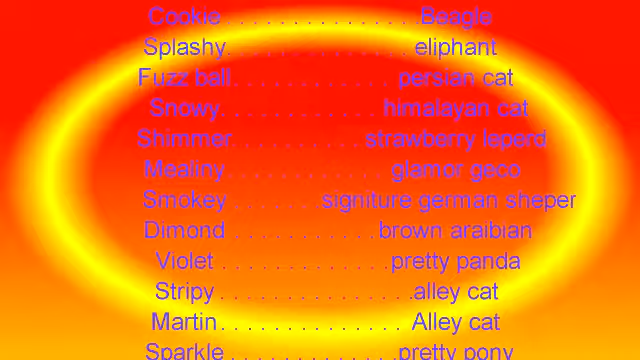 Cookie . . . . . . . . . . . . . . .Beagle
Splashy. . . . . . . . . . . . . . eliphant
Fuzz ball. . . . . . . . . . . . persian cat
Snowy. . . . . . . . . . . . himalayan cat
Shimmer. . . . . . . . . . strawberry leperd
Mealiny . . . . . . . . . . . . glamor geco
Smokey . . . . . . .signiture german sheper
Dimond . . . . . . . . . . .brown araibian
Violet . . . . . . . . . . . . .pretty panda
Stripy . . . . . . . . . . . . . . .alley cat
Martin. . . . . . . . . . . . . . Alley cat
Sparkle . . . . . . . . . . . . .pretty pony